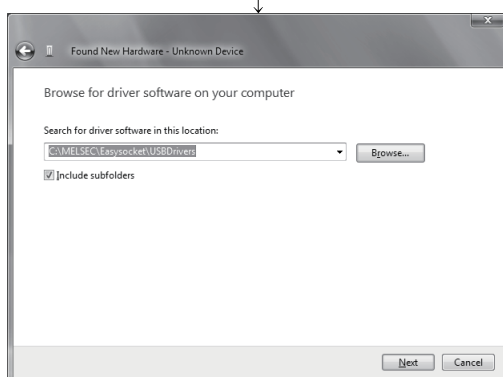 Found New Hardware - Unknown Device
Browse for driver software on your computer
Search for driver software in this location:
C:\MELSEC\Easysocket\USBDrivers
Browse...
Include subfolders
Next Cancel